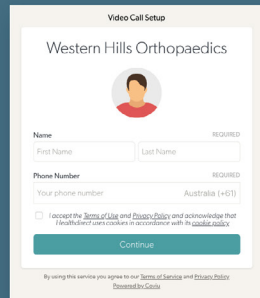 Video Call Setup
Western Hills Orthopaedics
Name REQUIRED
First Name Last Name
Phone Number REQUIRED
Your phone number Australia (+61)
I accept the Terms of Use and Privacy Policy and acknowledge that
Healthdirect uses cookies in accordance with its cookie policy
Continue
By using this service you agree to our Terms of Service and Privacy Policy
Powered by Coviu